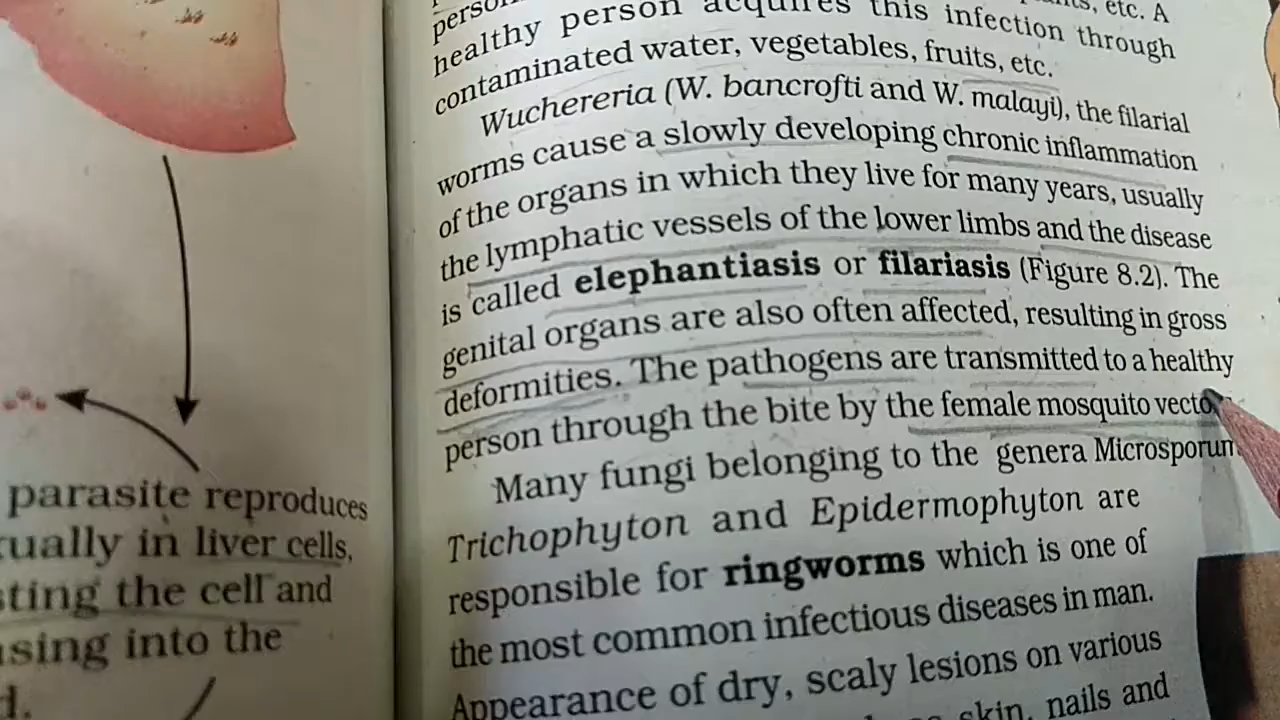 parasite reproduces
in liver cells,
the cell and
into the
etc. A
healthy person acquires this infection through
contaminated water, vegetables, fruits, etc.
Wuchereria (W. bancrofti and W. malayi), the filarial
worms cause a slowly developing chronic inflammation
of the organs in which they live for many years, usually
the lymphatic vessels of the lower limbs and the disease
is called elephantiasis or filariasis (Figure 8.2). The
genital organs are also often affected, resulting in gross
deformities. The pathogens are transmitted to a healthy
person through the bite by the female mosquito
Many fungi belonging to the genera Microsporum
Trichophyton and Epidermophyton are
responsible for ringworms which is one of
the most common infectious diseases in man.
Appearance of dry, scaly lesions on various
skin, nails and